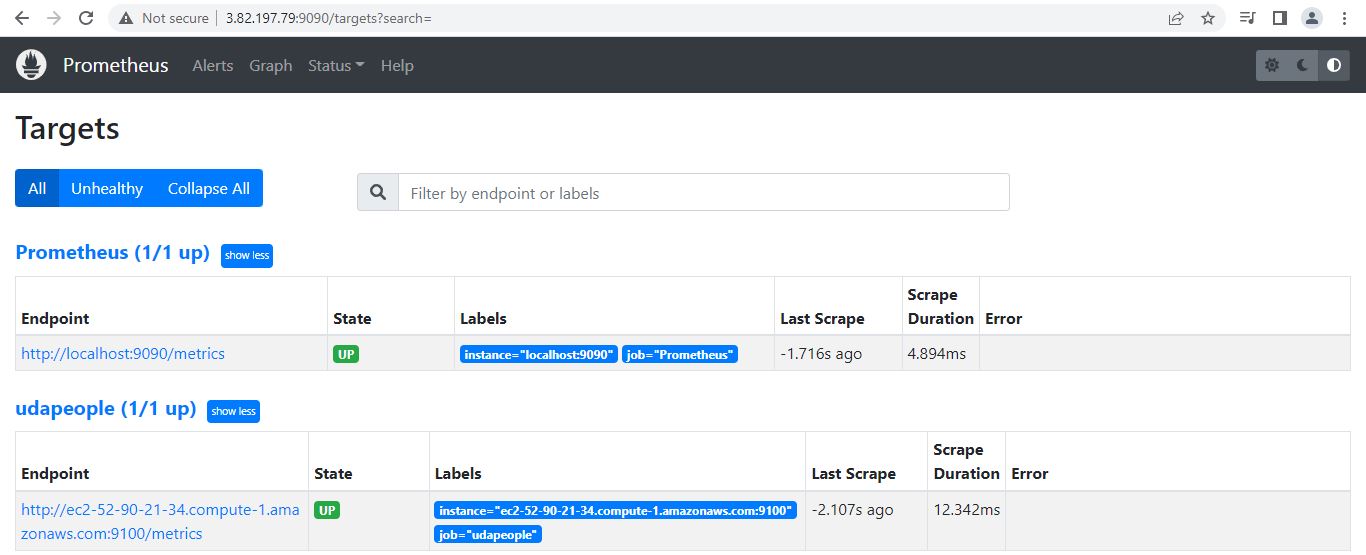 Not secure | 3.82.197.79:9090/targets?search=
Prometheus Alerts Graph Status Help
Targets
All Unhealthy Collapse All Filter by endpoint or labels
Prometheus (1/1 up) show less
Scrape
Endpoint State Labels Last Scrape Duration Error
http://localhost:9090/metrics UP instance="localhost:9090" job="Prometheus" -1.716s ago 4.894ms
udapeople (1/1 up) show less
Scrape
Endpoint State Labels Last Scrape Duration Error
http://ec2-52-90-21-34.compute-1.ama UP instance="ec2-52-90-21-34.compute-1.amazonaws.com:9100" -2.107s ago 12.342ms
zonaws.com:9100/metrics job="udapeople"